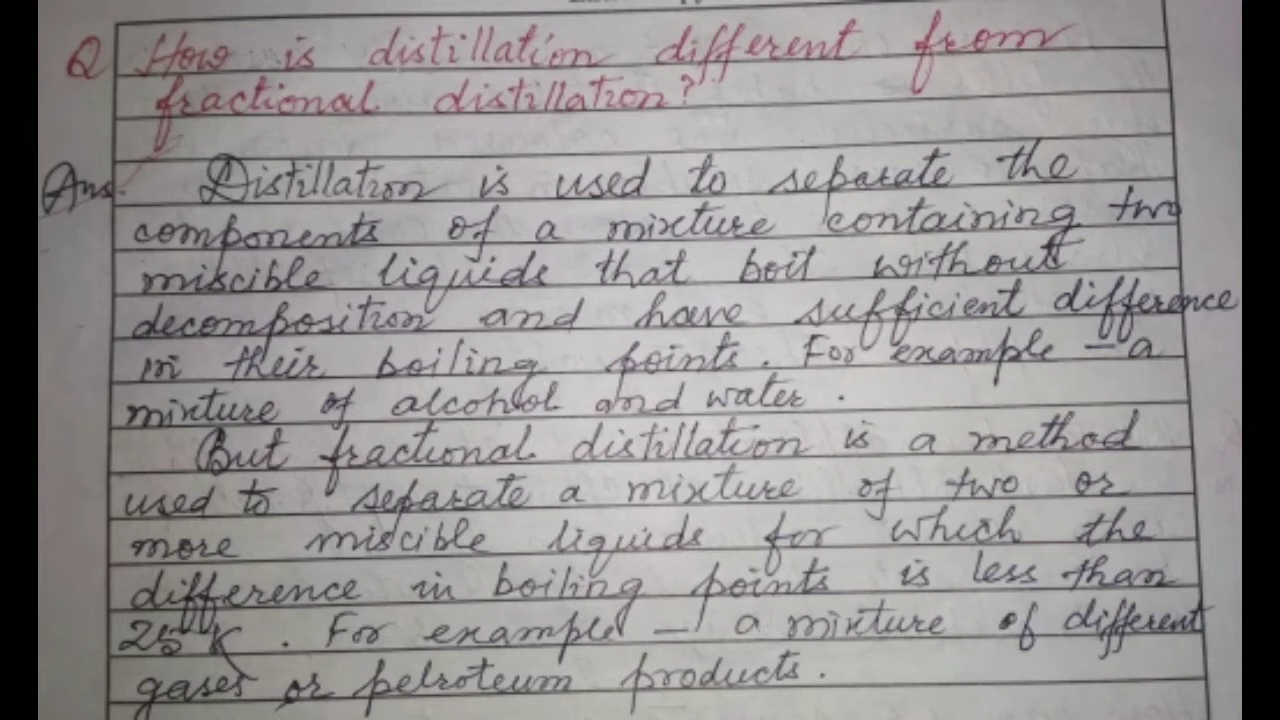 Q How is distillation different from
fractional distillation?
Ans. Distillation is used to separate the
components of a mixture containing two
miscible liquids that boil without
decomposition and have sufficient difference
in their boiling points. For example – a
mixture of alcohol and water.
But fractional distillation is a method
used to separate a mixture of two or
more miscible liquids for which the
difference in boiling points is less than
25 K. For example – a mixture of different
gases or petroleum products.